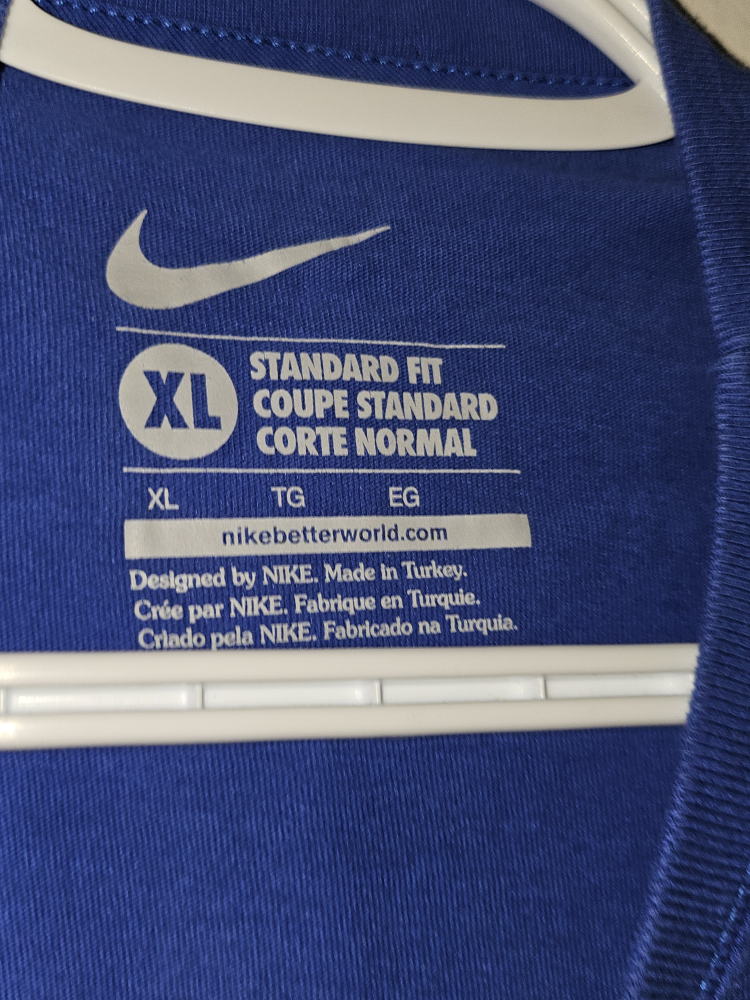 XL
STANDARD FIT
COUPE STANDARD
CORTE NORMAL
XL TG EG
nikebetterworld.com
Designed by NIKE. Made in Turkey.
Crée par NIKE. Fabrique en Turquie.
Criado pela NIKE. Fabricado na Turquia.